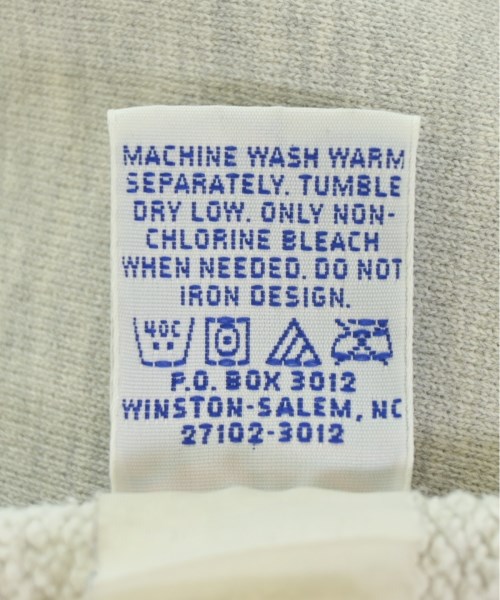 MACHINE WASH WARM
SEPARATELY. TUMBLE
DRY LOW. ONLY NON-
CHLORINE BLEACH
WHEN NEEDED. DO NOT
IRON DESIGN.
40C
P.O. BOX 3012
WINSTON-SALEM, NC
27102-3012